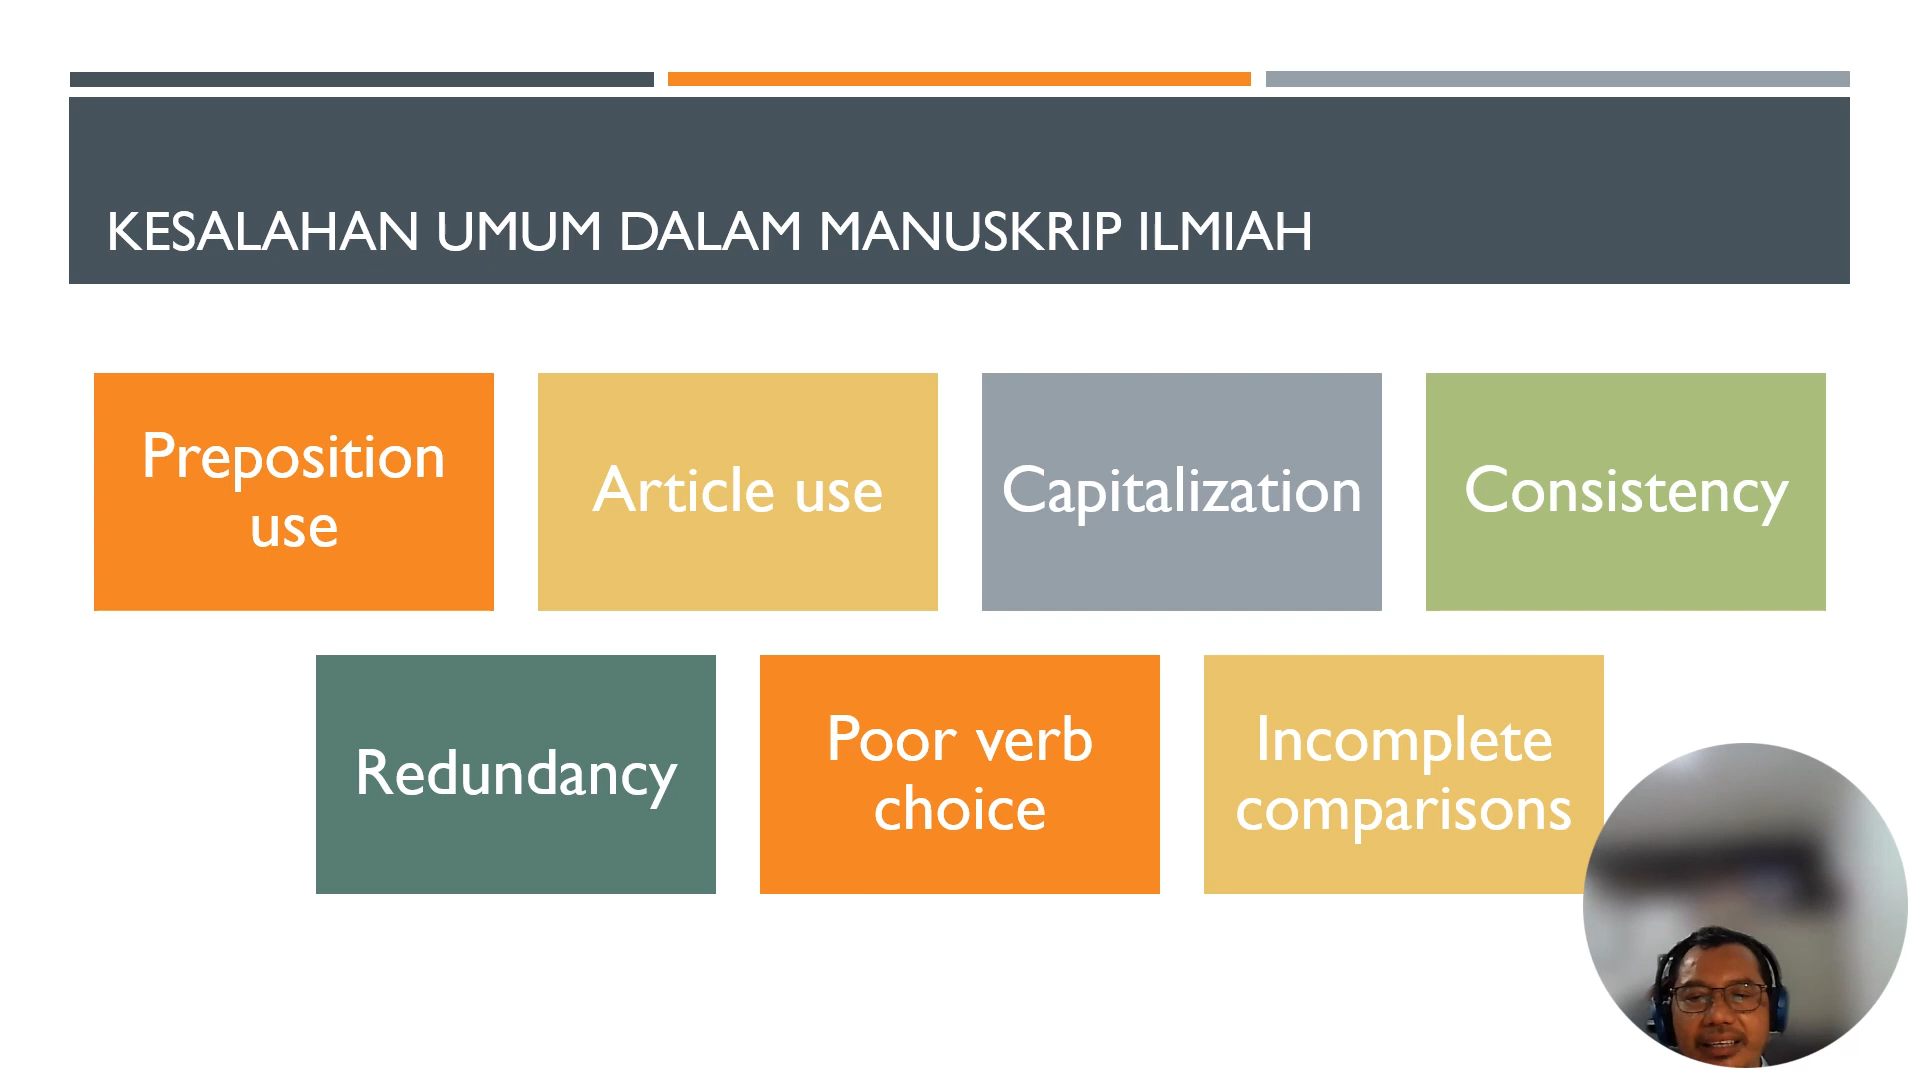 KESALAHAN UMUM DALAM MANUSKRIP ILMIAH
Preposition
use
Article use
Capitalization
Consistency
Redundancy
Poor verb
choice
Incomplete
comparisons